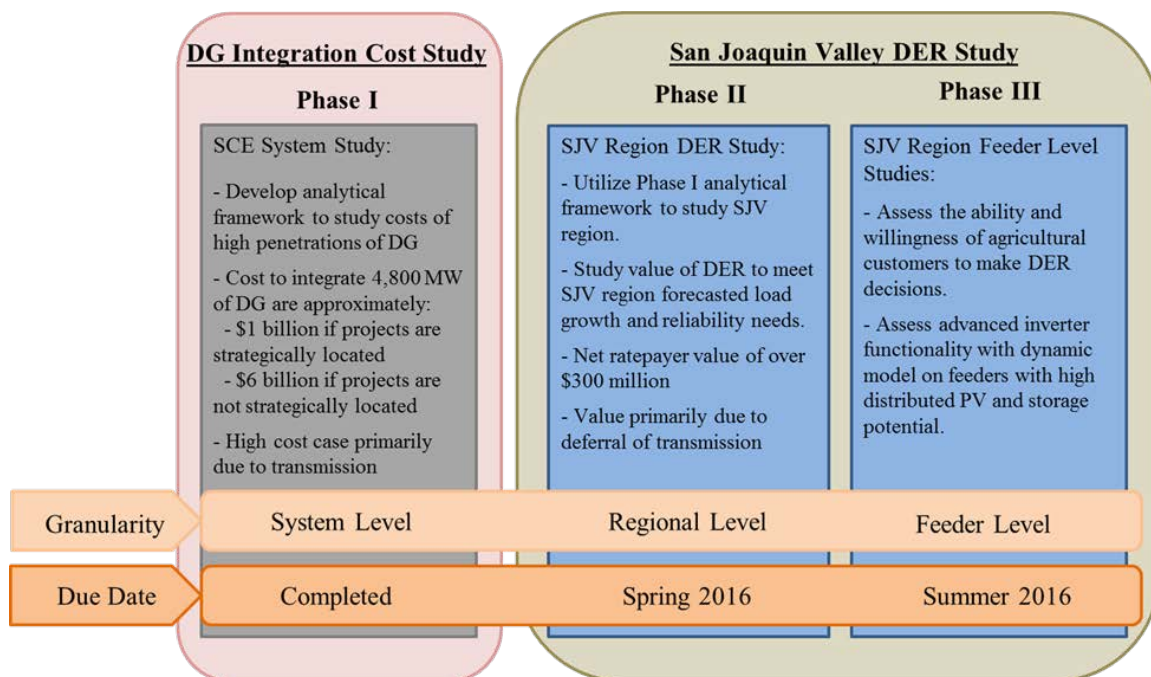 DG Integration Cost Study
Phase I
SCE System Study:
- Develop analytical
framework to study costs of
high penetrations of DG
- Cost to integrate 4,800 MW
of DG are approximately:
- $1 billion if projects are
strategically located
- $6 billion if projects are
not strategically located
- High cost case primarily
due to transmission
San Joaquin Valley DER Study
Phase II
SJV Region DER Study:
- Utilize Phase I analytical
framework to study SJV
region.
- Study value of DER to meet
SJV region forecasted load
growth and reliability needs.
- Net ratepayer value of over
$300 million
- Value primarily due to
deferral of transmission
Phase III
SJV Region Feeder Level
Studies:
- Assess the ability and
willingness of agricultural
customers to make DER
decisions.
- Assess advanced inverter
functionality with dynamic
model on feeders with high
distributed PV and storage
potential.
Granularity
System Level
Regional Level
Feeder Level
Due Date
Completed
Spring 2016
Summer 2016